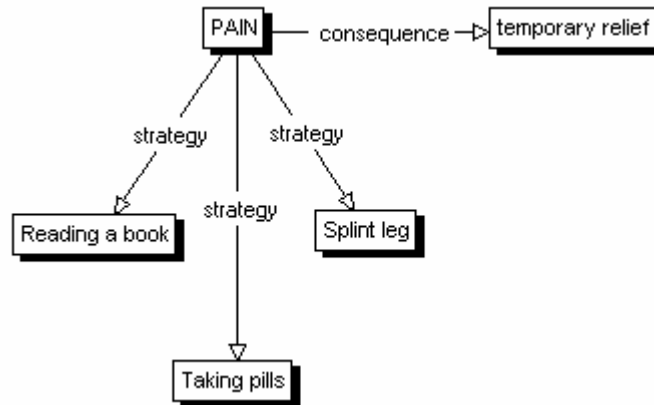 PAIN
consequence
temporary relief
strategy
strategy
strategy
Reading a book
Splint leg
Taking pills